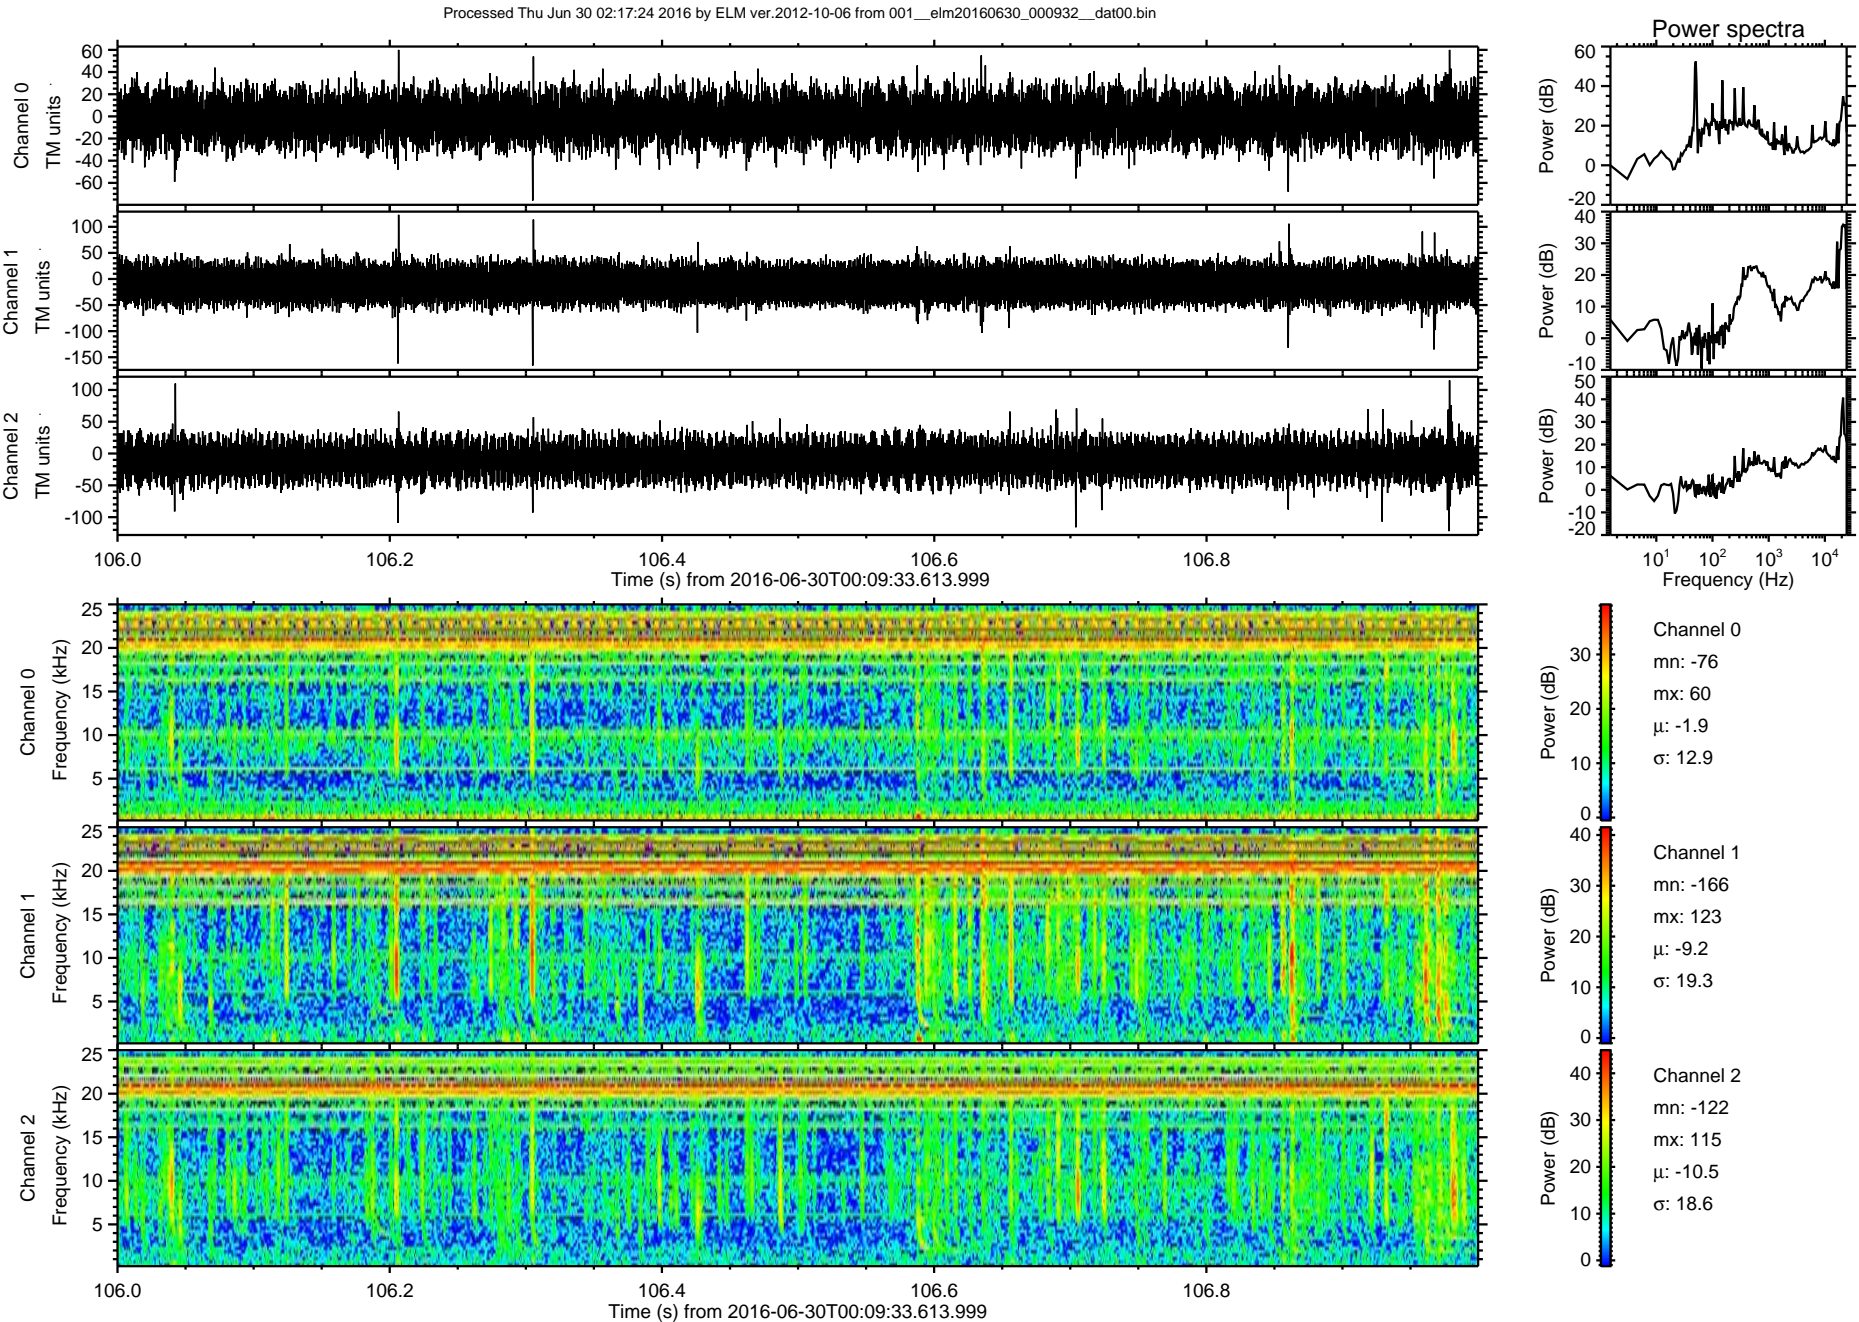 Processed Thu Jun 30 02:17:24 2016 by ELM ver.2012-10-06 from 001__elm20160630_000932__dat00.bin
Power spectra
Channel 0
TM units
60
40
20
0
-20
-40
-60
Power (dB)
60
40
20
0
-20
Channel 1
TM units
100
50
0
-50
-100
-150
Power (dB)
40
30
20
10
0
-10
Channel 2
TM units
100
50
0
-50
-100
Power (dB)
50
40
30
20
10
0
-10
-20
106.0 106.2 106.4 106.6 106.8
Time (s) from 2016-06-30T00:09:33.613.999
10¹ 10² 10³ 10⁴
Frequency (Hz)
Channel 0
Frequency (kHz)
25
20
15
10
5
Power (dB)
30
20
10
0
Channel 0
mn: -76
mx: 60
µ: -1.9
σ: 12.9
Channel 1
Frequency (kHz)
25
20
15
10
5
Power (dB)
40
30
20
10
0
Channel 1
mn: -166
mx: 123
µ: -9.2
σ: 19.3
Channel 2
Frequency (kHz)
25
20
15
10
5
Power (dB)
40
30
20
10
0
Channel 2
mn: -122
mx: 115
µ: -10.5
σ: 18.6
106.0 106.2 106.4 106.6 106.8
Time (s) from 2016-06-30T00:09:33.613.999